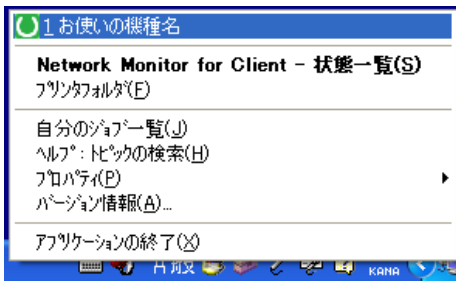 1 お使いの機種名
Network Monitor for Client - 状態一覧(S)
ﾌﾟﾘﾝﾀﾌｫﾙﾀﾞ(F)
自分のｼﾞｮﾌﾞ一覧(J)
ﾍﾙﾌﾟ:ﾄﾋﾟｯｸの検索(H)
ﾌﾟﾛﾊﾟﾃｨ(P)
ﾊﾞｰｼﾞｮﾝ情報(A)...
ｱﾌﾟﾘｹｰｼｮﾝの終了(X)
A 般 KANA